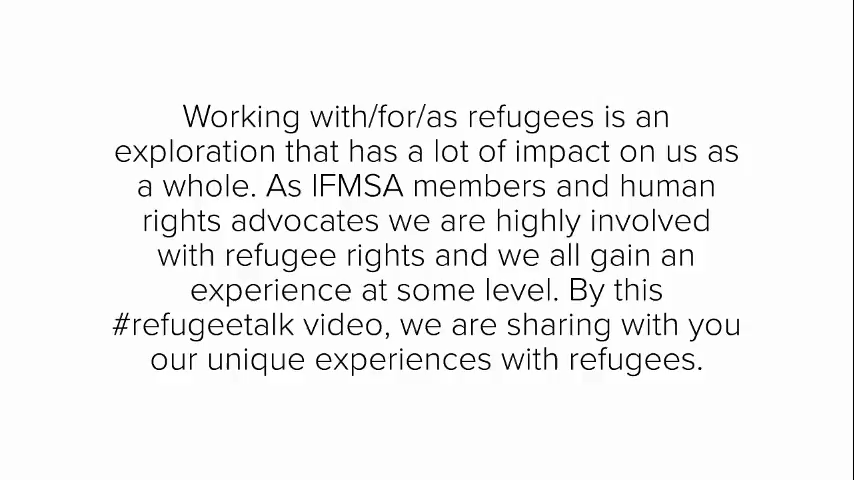 Working with/for/as refugees is an
exploration that has a lot of impact on us as
a whole. As IFMSA members and human
rights advocates we are highly involved
with refugee rights and we all gain an
experience at some level. By this
#refugeetalk video, we are sharing with you
our unique experiences with refugees.